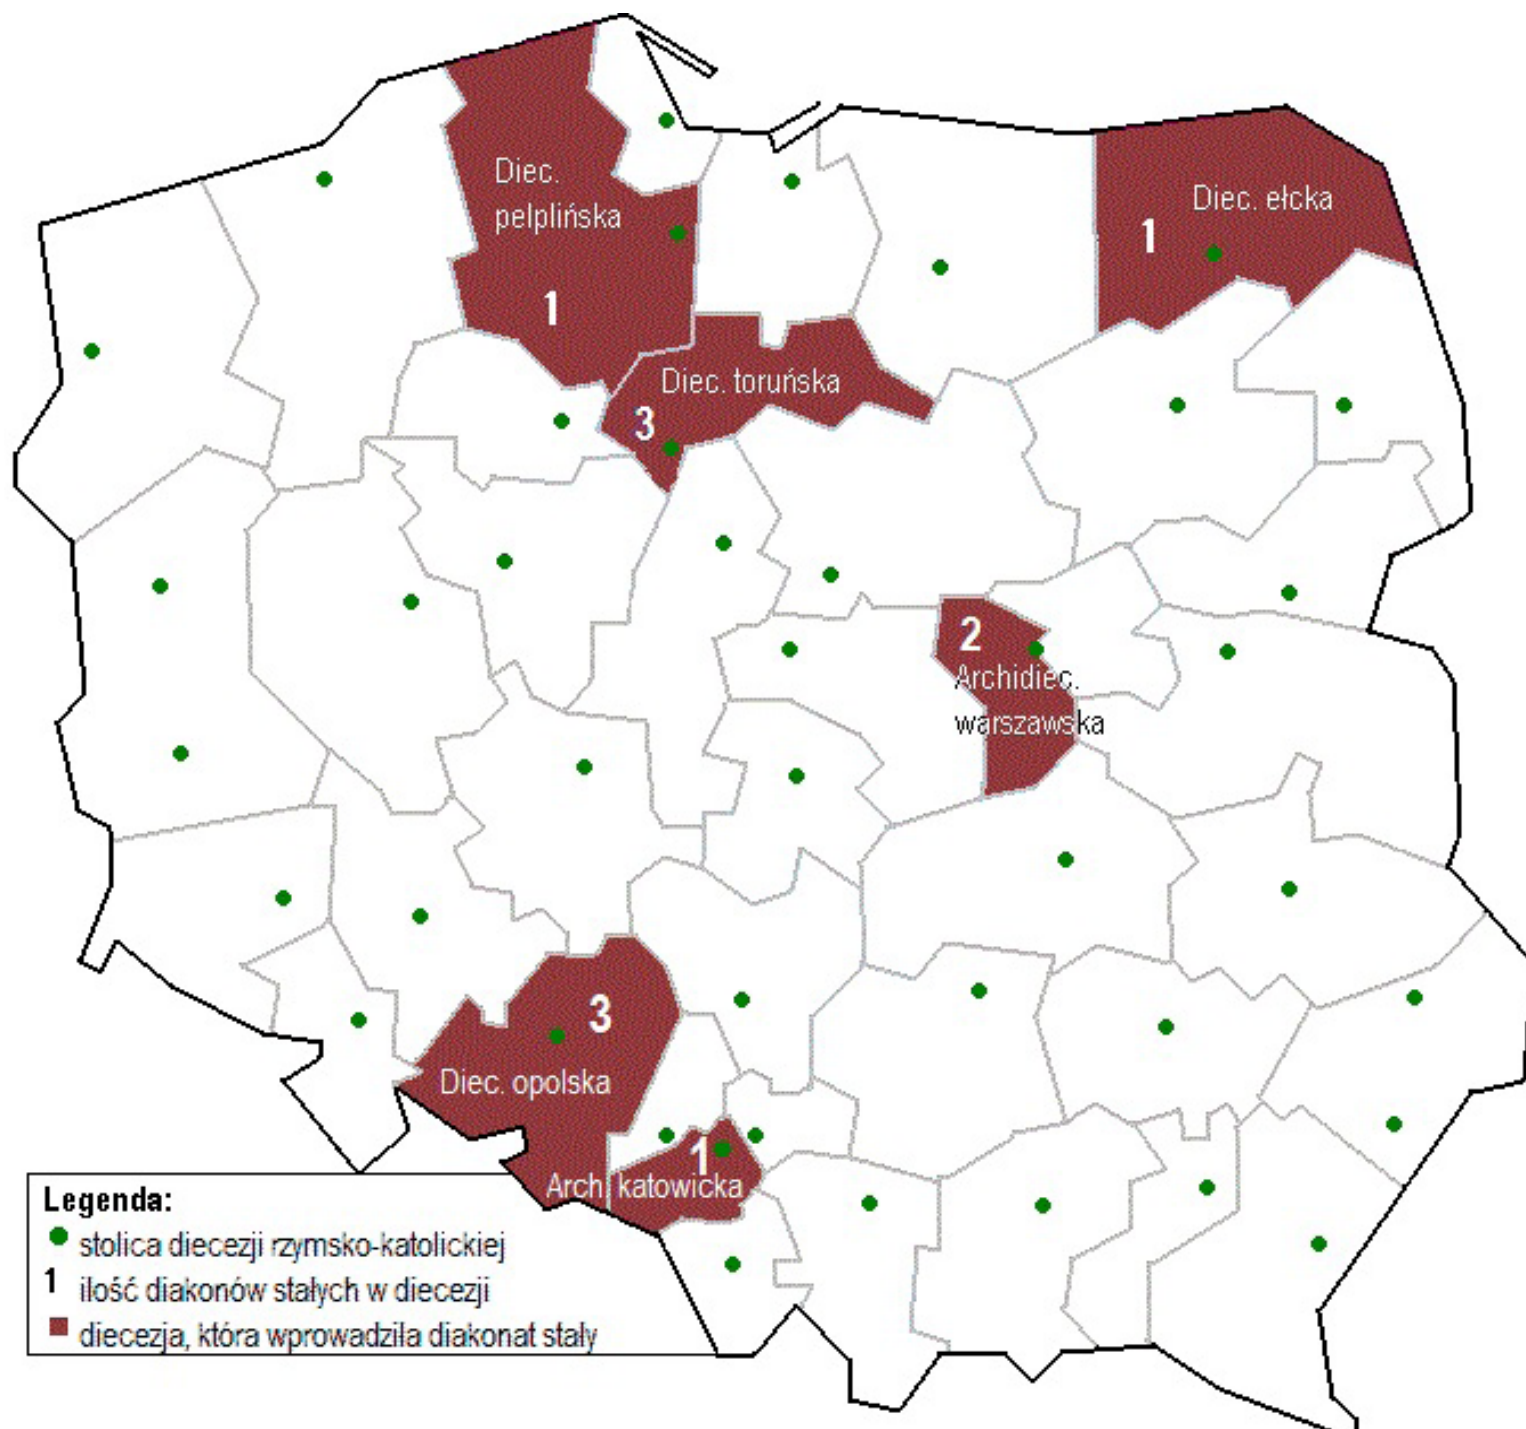 Diec.
pelplińska
1
Diec. ełcka
1
Diec. toruńska
3
2
Archidiec.
warszawska
3
Diec. opolska
1
Arch. katowicka
Legenda:
stolica diecezji rzymsko-katolickiej
1 ilość diakonów stałych w diecezji
diecezja, która wprowadziła diakonat stały